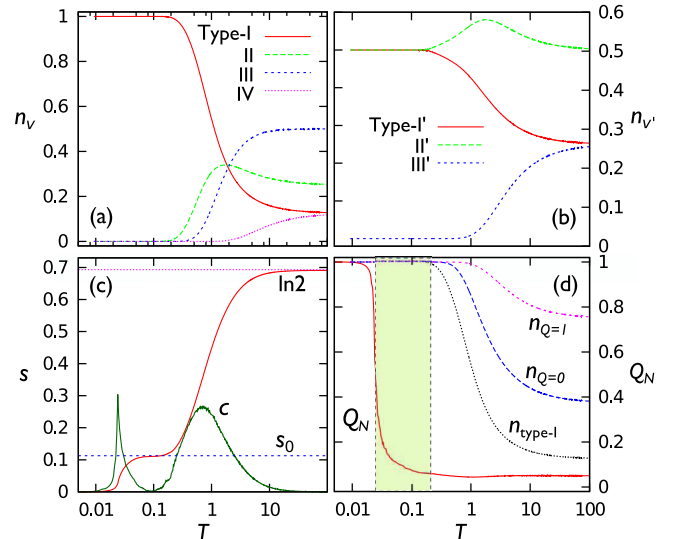 1
0.8
0.6
0.4
0.2
0
n_V
Type-I
II
III
IV
(a)
0.6
0.5
0.4
0.3
0.2
0.1
0
n_V'
Type-I'
II'
III'
(b)
0.7
0.6
0.5
0.4
0.3
0.2
0.1
0
s
(c)
ln2
c
s_0
0.01 0.1 1 10
T
1
0.8
0.6
0.4
0.2
0
Q_N
(d)
n_Q=1
n_Q=0
n_type-I
Q_N
0.01 0.1 1 10 100
T